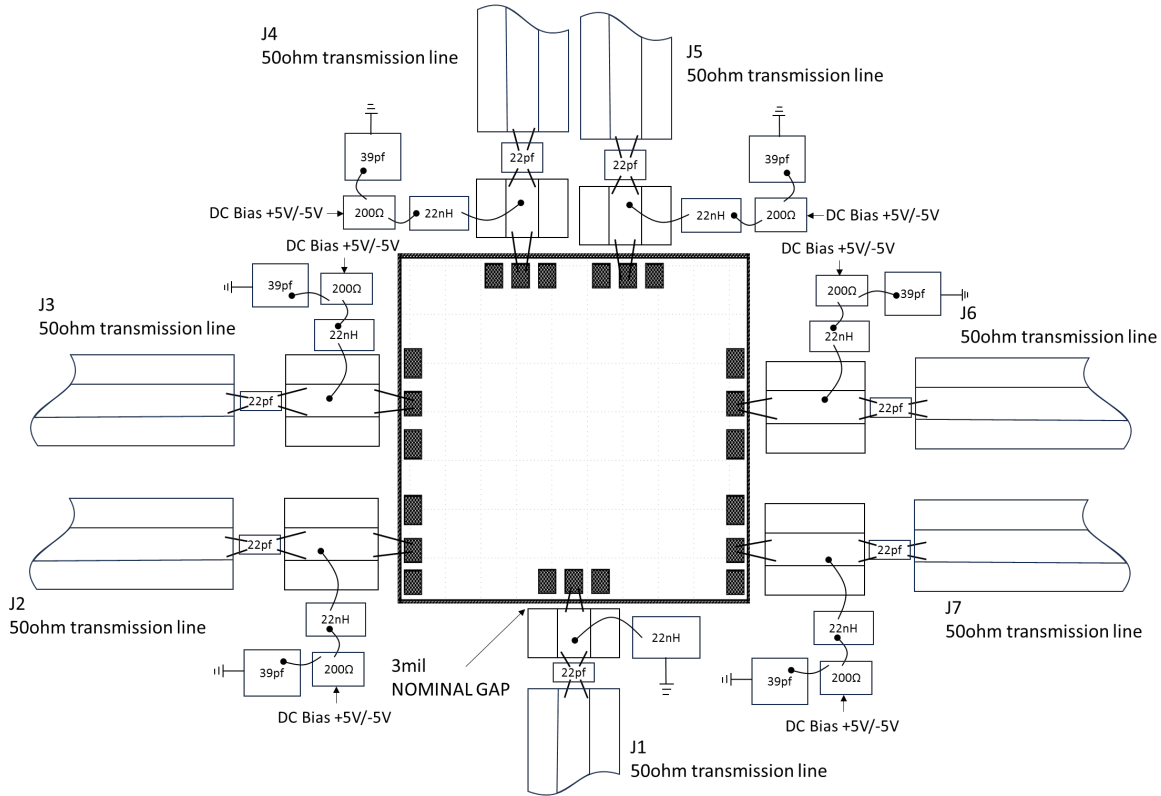 J4
50ohm transmission line
J5
50ohm transmission line
39pf
22pf
22pf
39pf
DC Bias +5V/-5V
200Ω
22nH
22nH
200Ω
DC Bias +5V/-5V
DC Bias +5V/-5V
DC Bias +5V/-5V
39pf
200Ω
200Ω
39pf
J3
50ohm transmission line
22nH
22nH
J6
50ohm transmission line
22pf
22pf
22pf
22pf
J2
50ohm transmission line
22nH
22nH
J7
50ohm transmission line
22nH
39pf
200Ω
3mil
NOMINAL GAP
22pf
39pf
200Ω
DC Bias +5V/-5V
DC Bias +5V/-5V
J1
50ohm transmission line